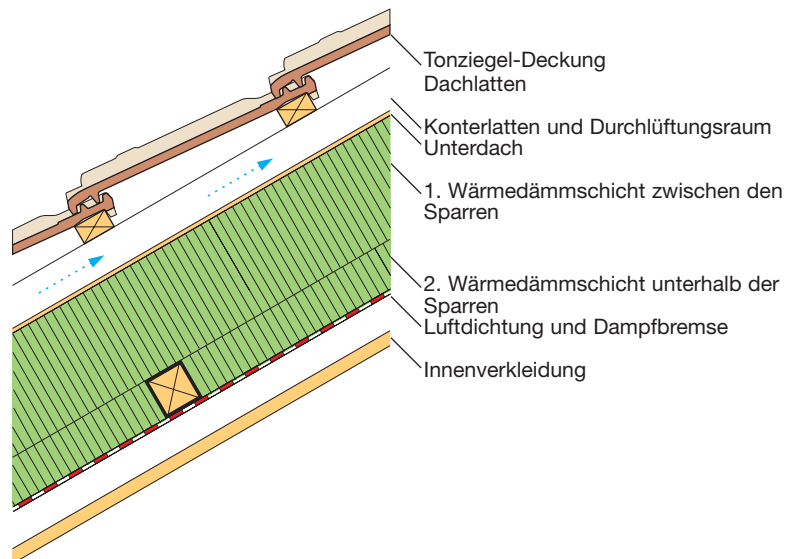 Tonziegel-Deckung
Dachlatten
Konterlatten und Durchlüftungsraum
Unterdach
1. Wärmedämmschicht zwischen den
Sparren
2. Wärmedämmschicht unterhalb der
Sparren
Luftdichtung und Dampfbremse
Innenverkleidung